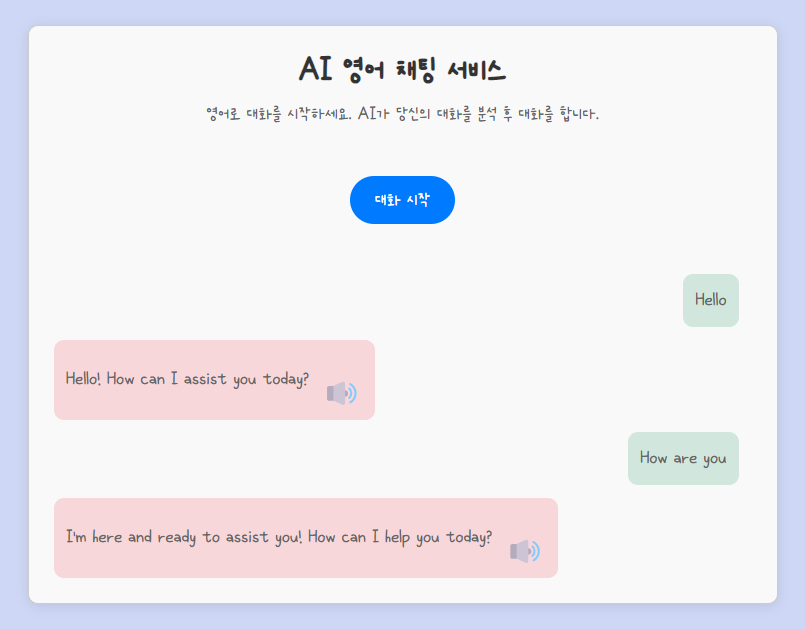 AI 영어 채팅 서비스
영어로 대화를 시작하세요. AI가 당신의 대화를 분석 후 대화를 합니다.
대화 시작
Hello
Hello! How can I assist you today?
How are you
I'm here and ready to assist you! How can I help you today?